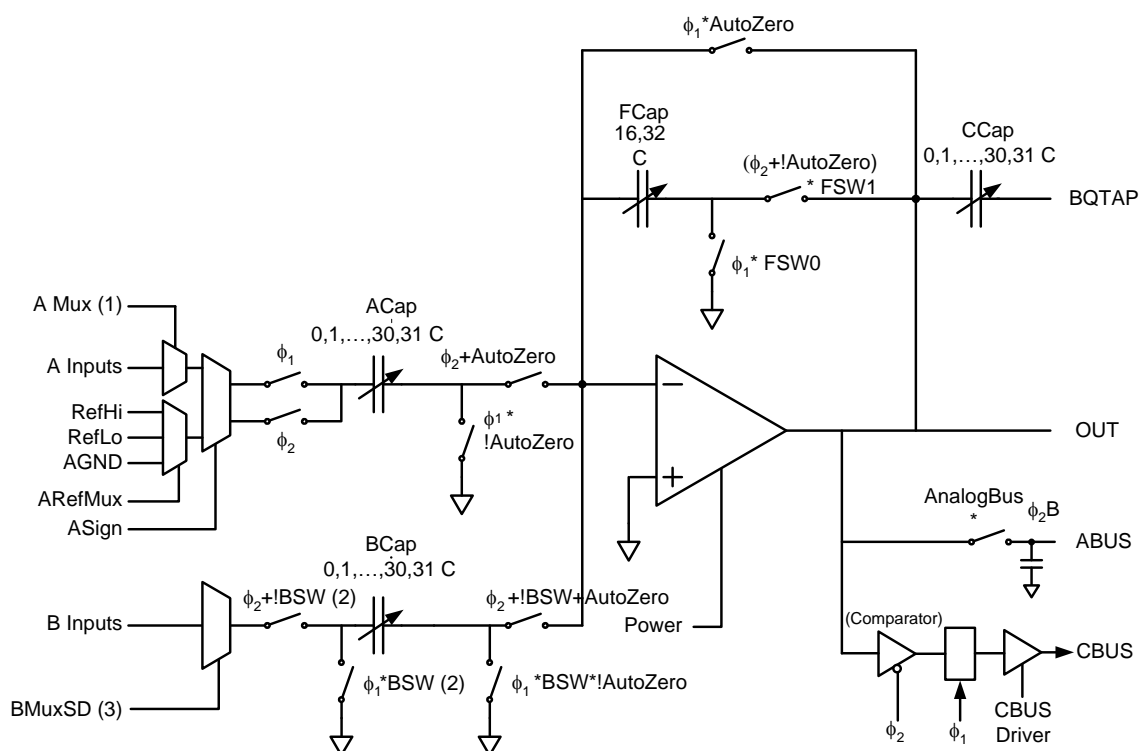 ϕ1*AutoZero
FCap
16,32
C
(ϕ2+!AutoZero)
* FSW1
CCap
0,1,…,30,31 C
BQTAP
ϕ1* FSW0
A Mux (1)
ACap
0,1,…,30,31 C
A Inputs
ϕ1
ϕ2+AutoZero
RefHi
RefLo
AGND
ϕ2
ϕ1 *
!AutoZero
ARefMux
ASign
−
+
OUT
AnalogBus
*
ϕ2B
ABUS
BCap
0,1,…,30,31 C
ϕ2+!BSW (2)
ϕ2+!BSW+AutoZero
B Inputs
Power
(Comparator)
CBUS
ϕ1*BSW (2)
ϕ1 *BSW*!AutoZero
BMuxSD (3)
ϕ2
ϕ1
CBUS
Driver